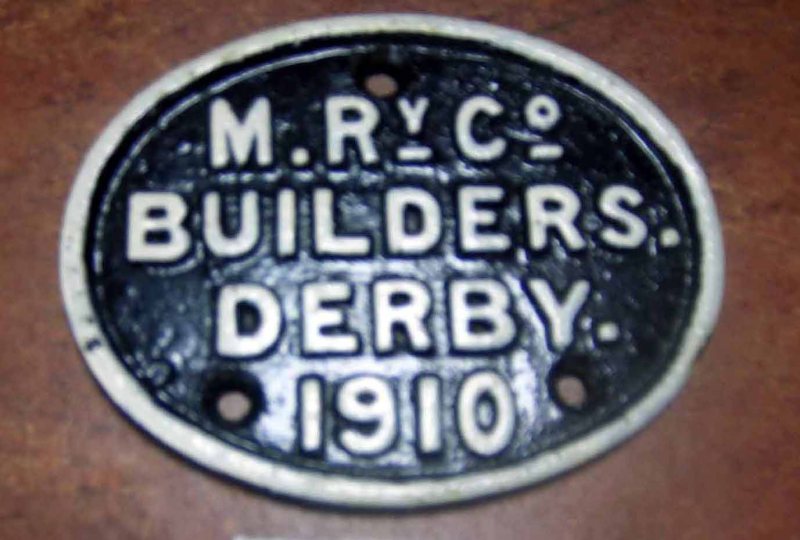 M. Rʸ Cᵒ
BUILDERS.
DERBY.
1910